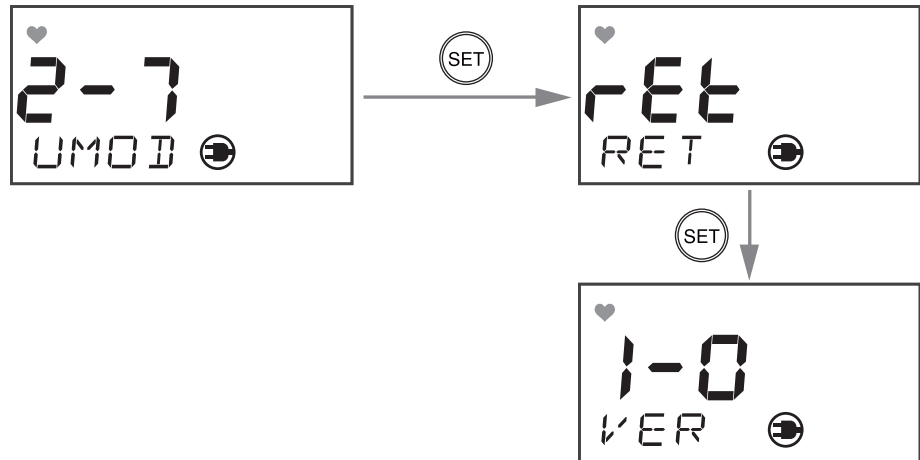 2-7
UMOD
SET
rEt
RET
SET
1-0
VER